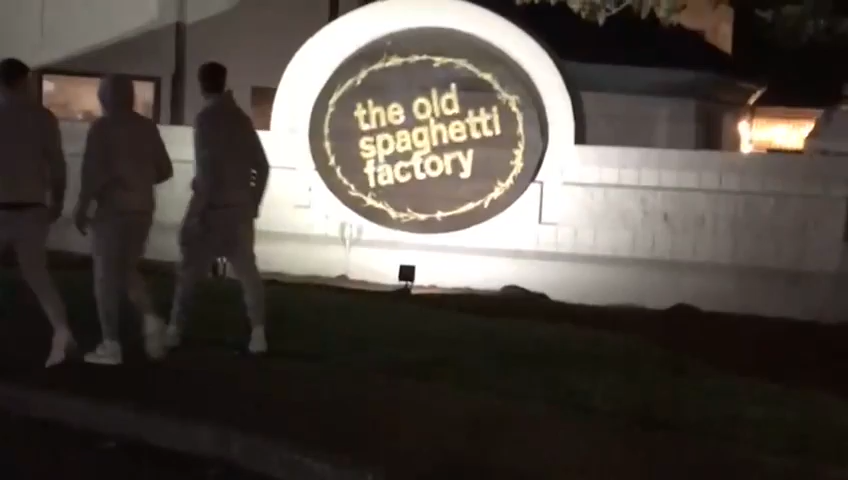 the old
spaghetti
factory